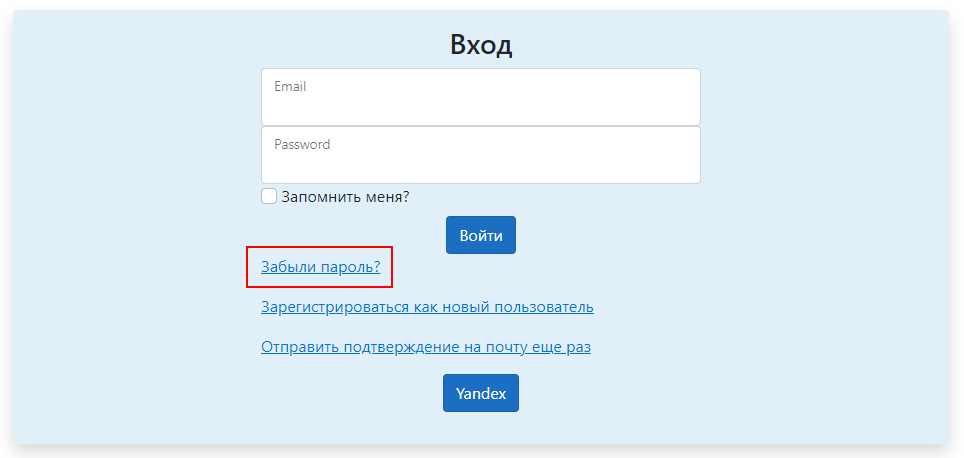 Вход
Email
Password
Запомнить меня?
Войти
Забыли пароль?
Зарегистрироваться как новый пользователь
Отправить подтверждение на почту еще раз
Yandex